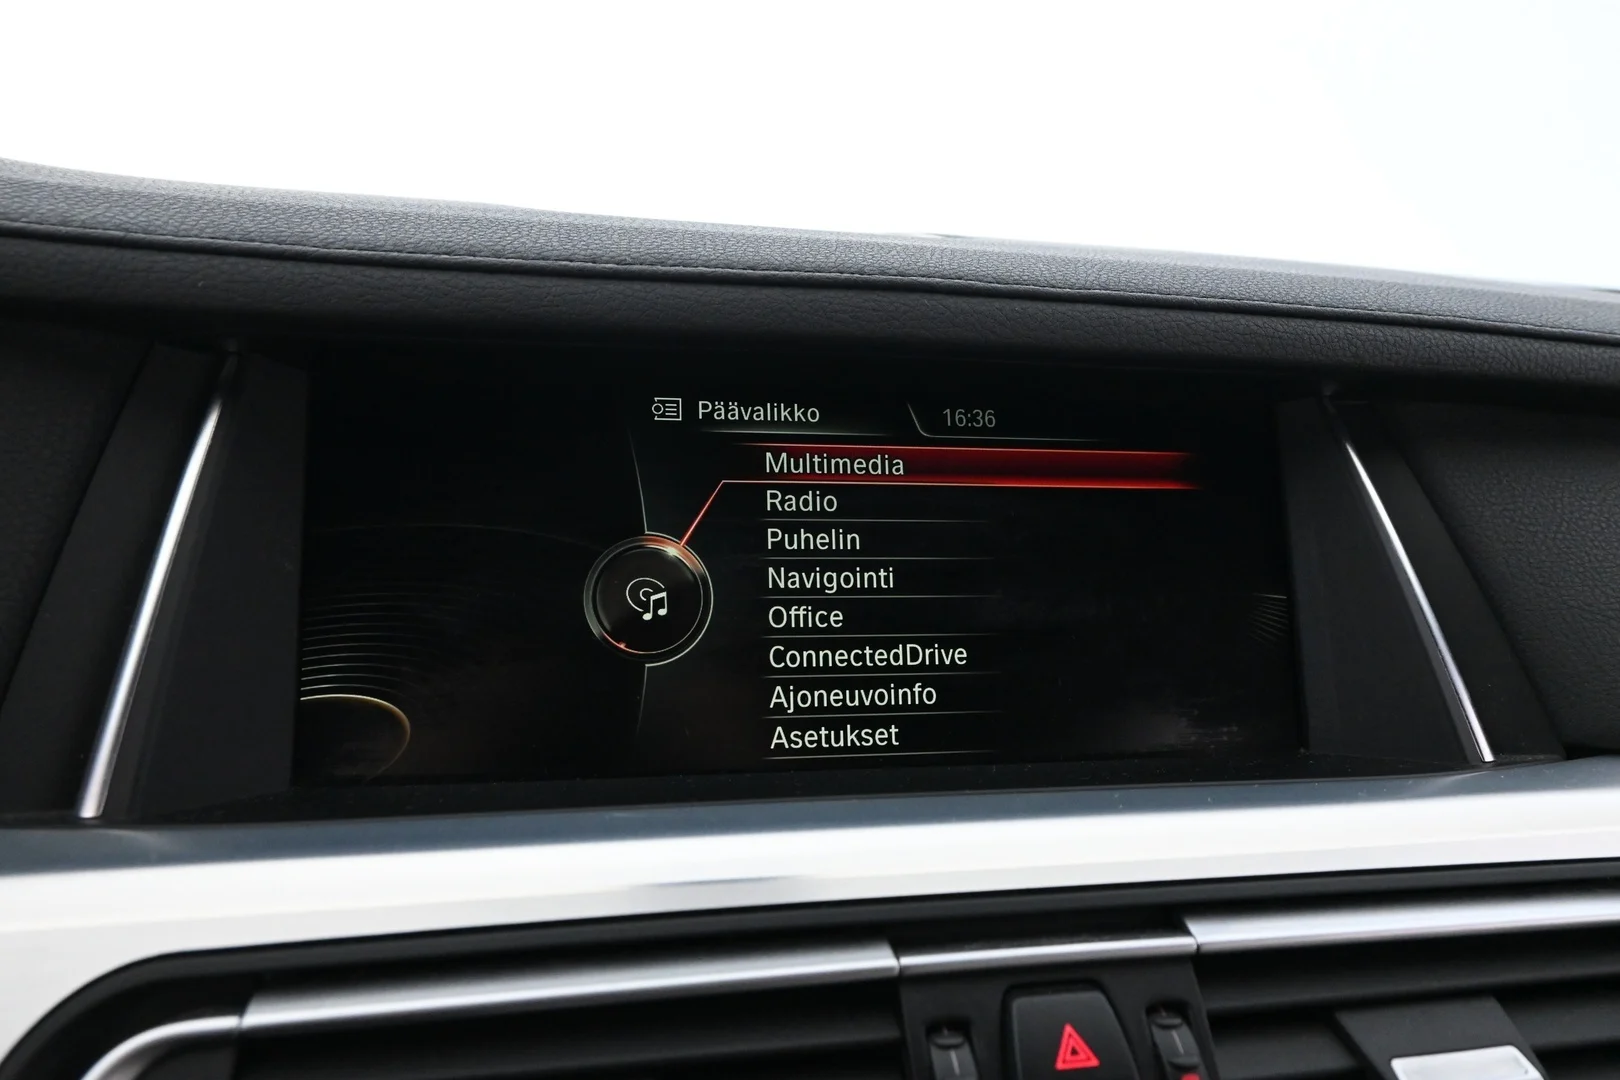 Päävalikko 16:36
Multimedia
Radio
Puhelin
Navigointi
Office
ConnectedDrive
Ajoneuvoinfo
Asetukset